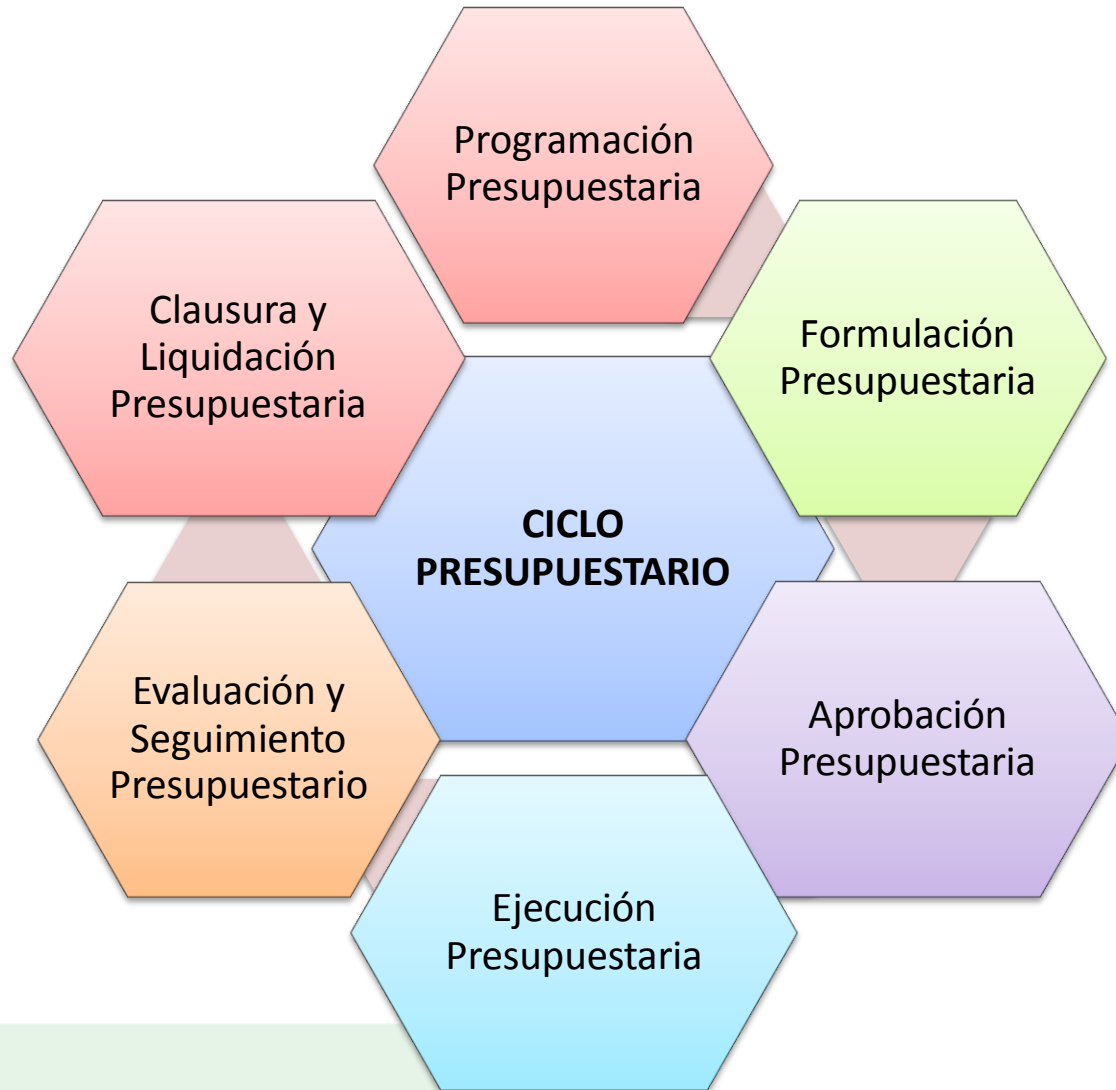 Programación
Presupuestaria
Formulación
Presupuestaria
Aprobación
Presupuestaria
Ejecución
Presupuestaria
Evaluación y
Seguimiento
Presupuestario
Clausura y
Liquidación
Presupuestaria
CICLO
PRESUPUESTARIO